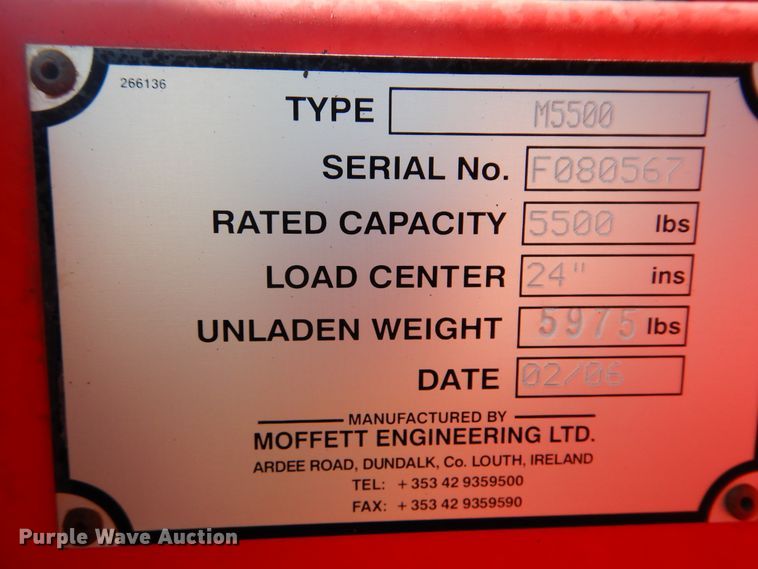 266136
TYPE M5500
SERIAL No. F080567
RATED CAPACITY 5500 lbs
LOAD CENTER 24" ins
UNLADEN WEIGHT 5975 lbs
DATE 02/06
MANUFACTURED BY
MOFFETT ENGINEERING LTD.
ARDEE ROAD, DUNDALK, Co. LOUTH, IRELAND
TEL: + 353 42 9359500
FAX: + 353 42 9359590
Purple Wave Auction